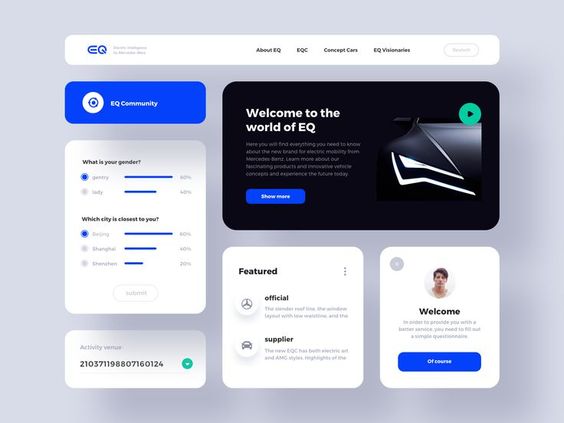 EQ
Electric Intelligence
by Mercedes-Benz
About EQ
EQC
Concept Cars
EQ Visionaries
EQ Community
Welcome to the
world of EQ
Here you will find everything you need to know
about the new brand for electric mobility from
Mercedes-Benz. Learn more about our
fascinating products and innovative vehicle
concepts and experience the future today.
Show more
What is your gender?
gentry 60%
lady 40%
Which city is closest to you?
Beijing 60%
Shanghai 40%
Shenzhen 20%
submit
Activity venue
210371198807160124
Featured
official
The slender roof line, the window
layout with low waistline, and the
supplier
The new EQC has both electric art
and AMG styles. Highlights of the
Welcome
In order to provide you with a
better service, you need to fill out
a simple questionnaire.
Of course